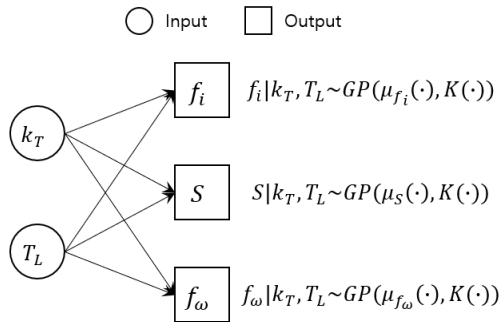 Input Output
f_i f_i|k_T, T_L~GP(μ_{f_i}(·), K(·))
k_T
S S|k_T, T_L~GP(μ_S(·), K(·))
T_L
f_ω f_ω|k_T, T_L~GP(μ_{f_ω}(·), K(·))